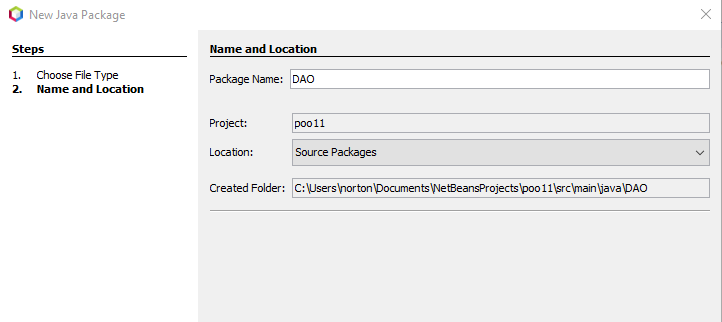 New Java Package
Steps
1. Choose File Type
2. Name and Location
Name and Location
Package Name: DAO
Project: poo11
Location: Source Packages
Created Folder: C:\Users\norton\Documents\NetBeansProjects\poo11\src\main\java\DAO